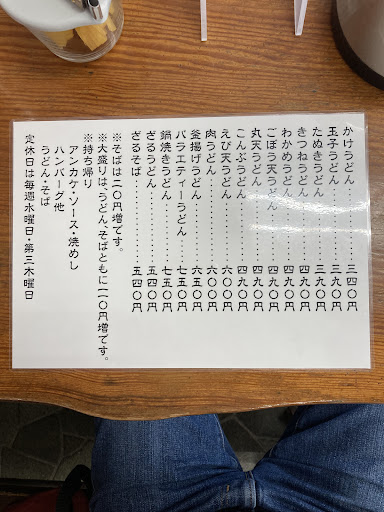 かけうどん・・・・・・・・・・三四〇円
玉子うどん・・・・・・・・・・三九〇円
たぬきうどん・・・・・・・・・三九〇円
きつねうどん・・・・・・・・・四九〇円
わかめうどん・・・・・・・・・四九〇円
ごぼう天うどん・・・・・・・・四九〇円
丸天うどん・・・・・・・・・・四九〇円
こんぶうどん・・・・・・・・・四九〇円
えび天うどん・・・・・・・・・六〇〇円
肉うどん・・・・・・・・・・・六〇〇円
釜揚げうどん・・・・・・・・・六五〇円
バラエティーうどん・・・・・・七五〇円
鍋焼きうどん・・・・・・・・・七五〇円
ざるうどん・・・・・・・・・・五四〇円
ざるそば・・・・・・・・・・・五四〇円
※そばは二〇円増です。
※大盛りは、うどん、そばともに一二〇円増です。
※持ち帰り
アンカケ・ソース・焼めし
ハンバーグ他
うどん・そば
定休日は毎週水曜日・第三木曜日